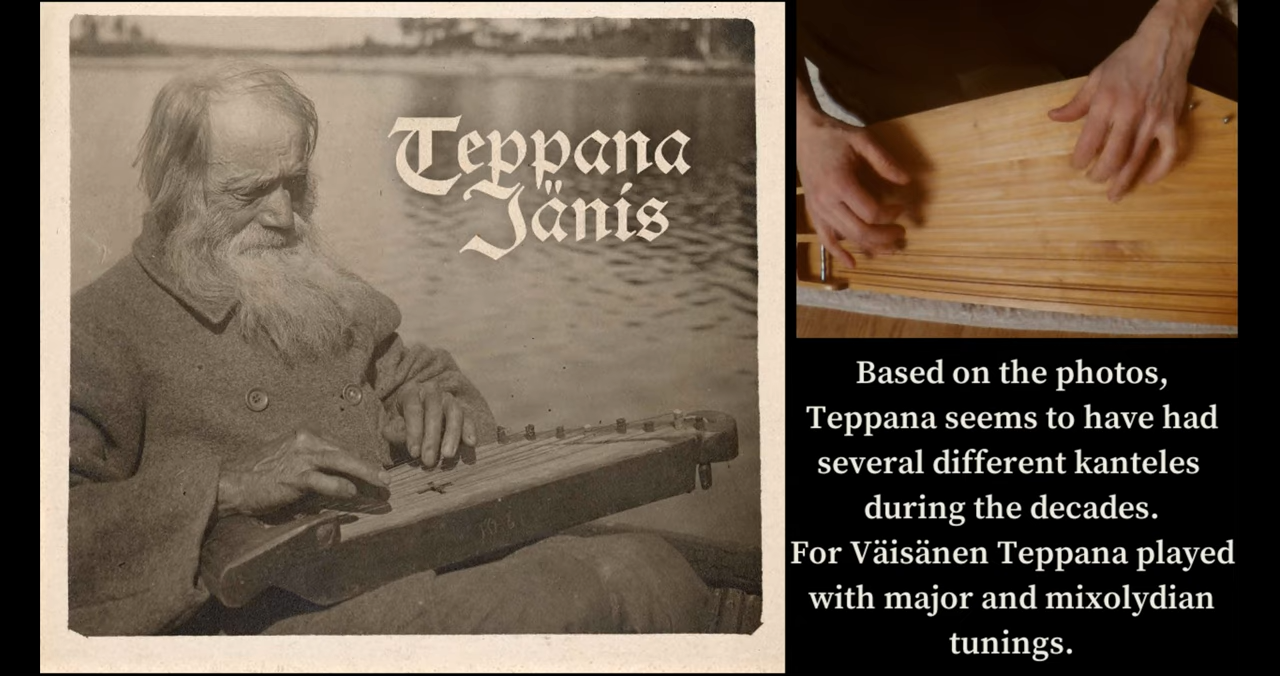 Teppana
Jänis
Based on the photos,
Teppana seems to have had
several different kanteles
during the decades.
For Väisänen Teppana played
with major and mixolydian
tunings.